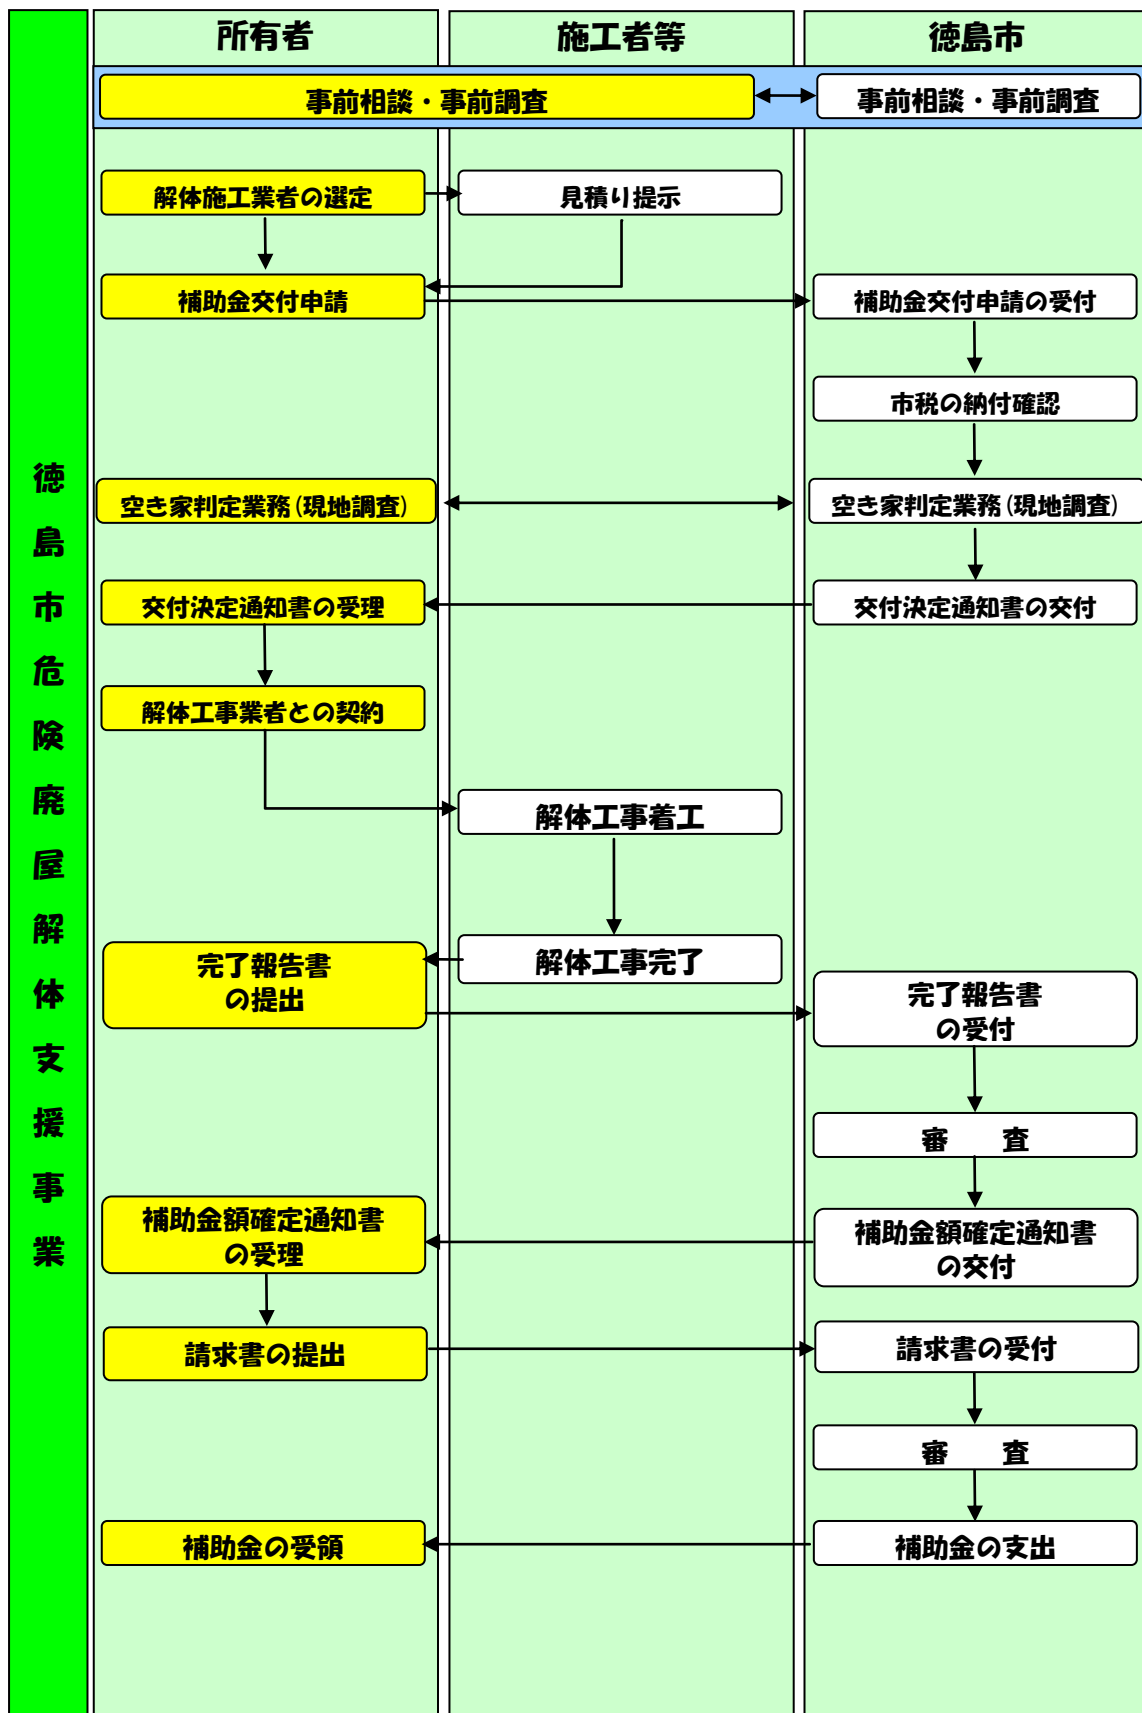 徳島市危険廃屋解体支援事業
所有者
施工者等
徳島市
事前相談・事前調査
事前相談・事前調査
解体施工業者の選定
見積り提示
補助金交付申請
補助金交付申請の受付
市税の納付確認
空き家判定業務(現地調査)
空き家判定業務(現地調査)
交付決定通知書の受理
交付決定通知書の交付
解体工事業者との契約
解体工事着工
解体工事完了
完了報告書
の提出
完了報告書
の受付
審　　査
補助金額確定通知書
の受理
補助金額確定通知書
の交付
請求書の提出
請求書の受付
審　　査
補助金の受領
補助金の支出